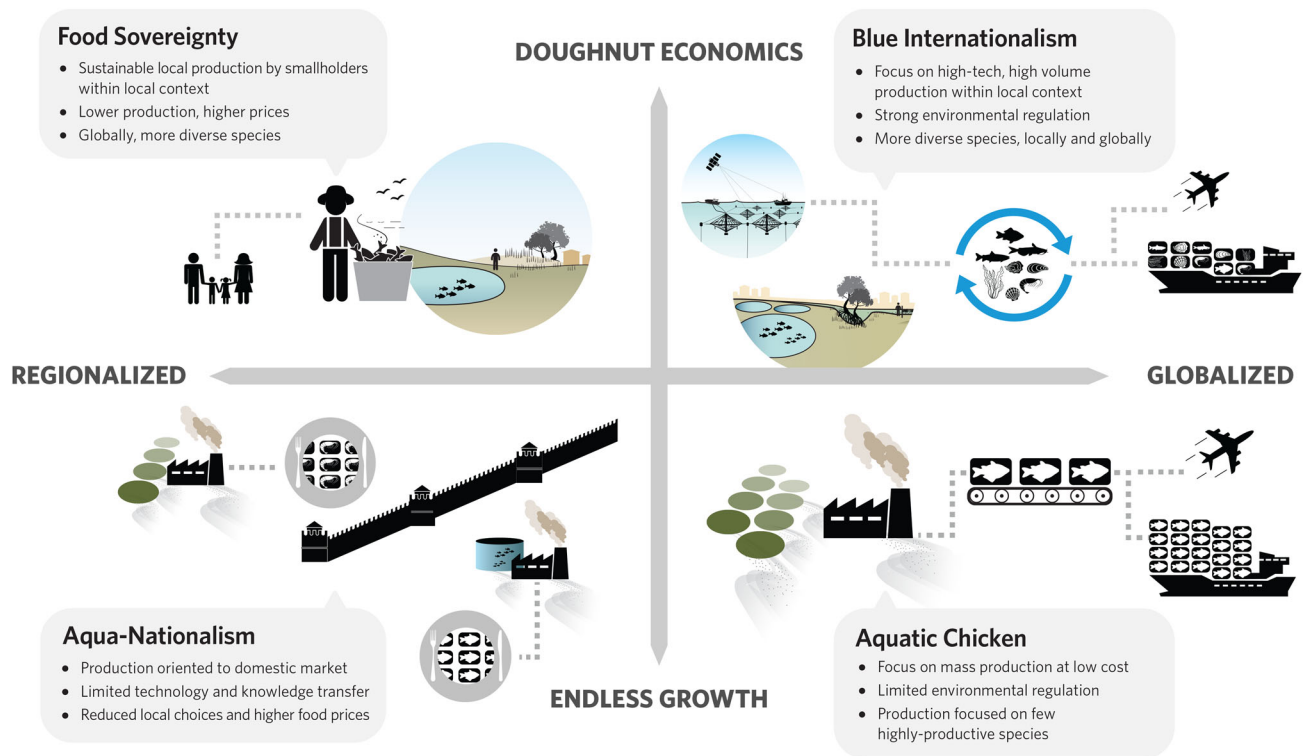 Food Sovereignty
• Sustainable local production by smallholders
within local context
• Lower production, higher prices
• Globally, more diverse species
DOUGHNUT ECONOMICS
Blue Internationalism
• Focus on high-tech, high volume
production within local context
• Strong environmental regulation
• More diverse species, locally and globally
REGIONALIZED
GLOBALIZED
Aqua-Nationalism
• Production oriented to domestic market
• Limited technology and knowledge transfer
• Reduced local choices and higher food prices
ENDLESS GROWTH
Aquatic Chicken
• Focus on mass production at low cost
• Limited environmental regulation
• Production focused on few
highly-productive species